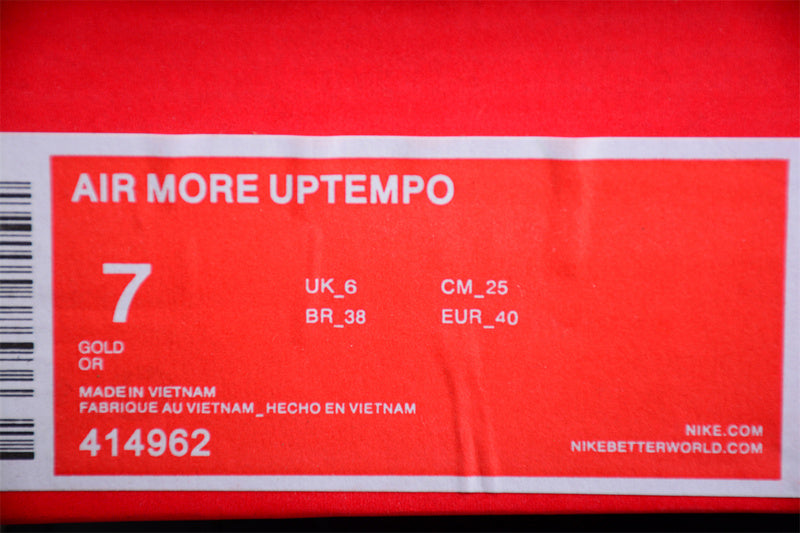 AIR MORE UPTEMPO
7
UK_6
CM_25
BR_38
EUR_40
GOLD
OR
MADE IN VIETNAM
FABRIQUE AU VIETNAM_HECHO EN VIETNAM
414962
NIKE.COM
NIKEBETTERWORLD.COM